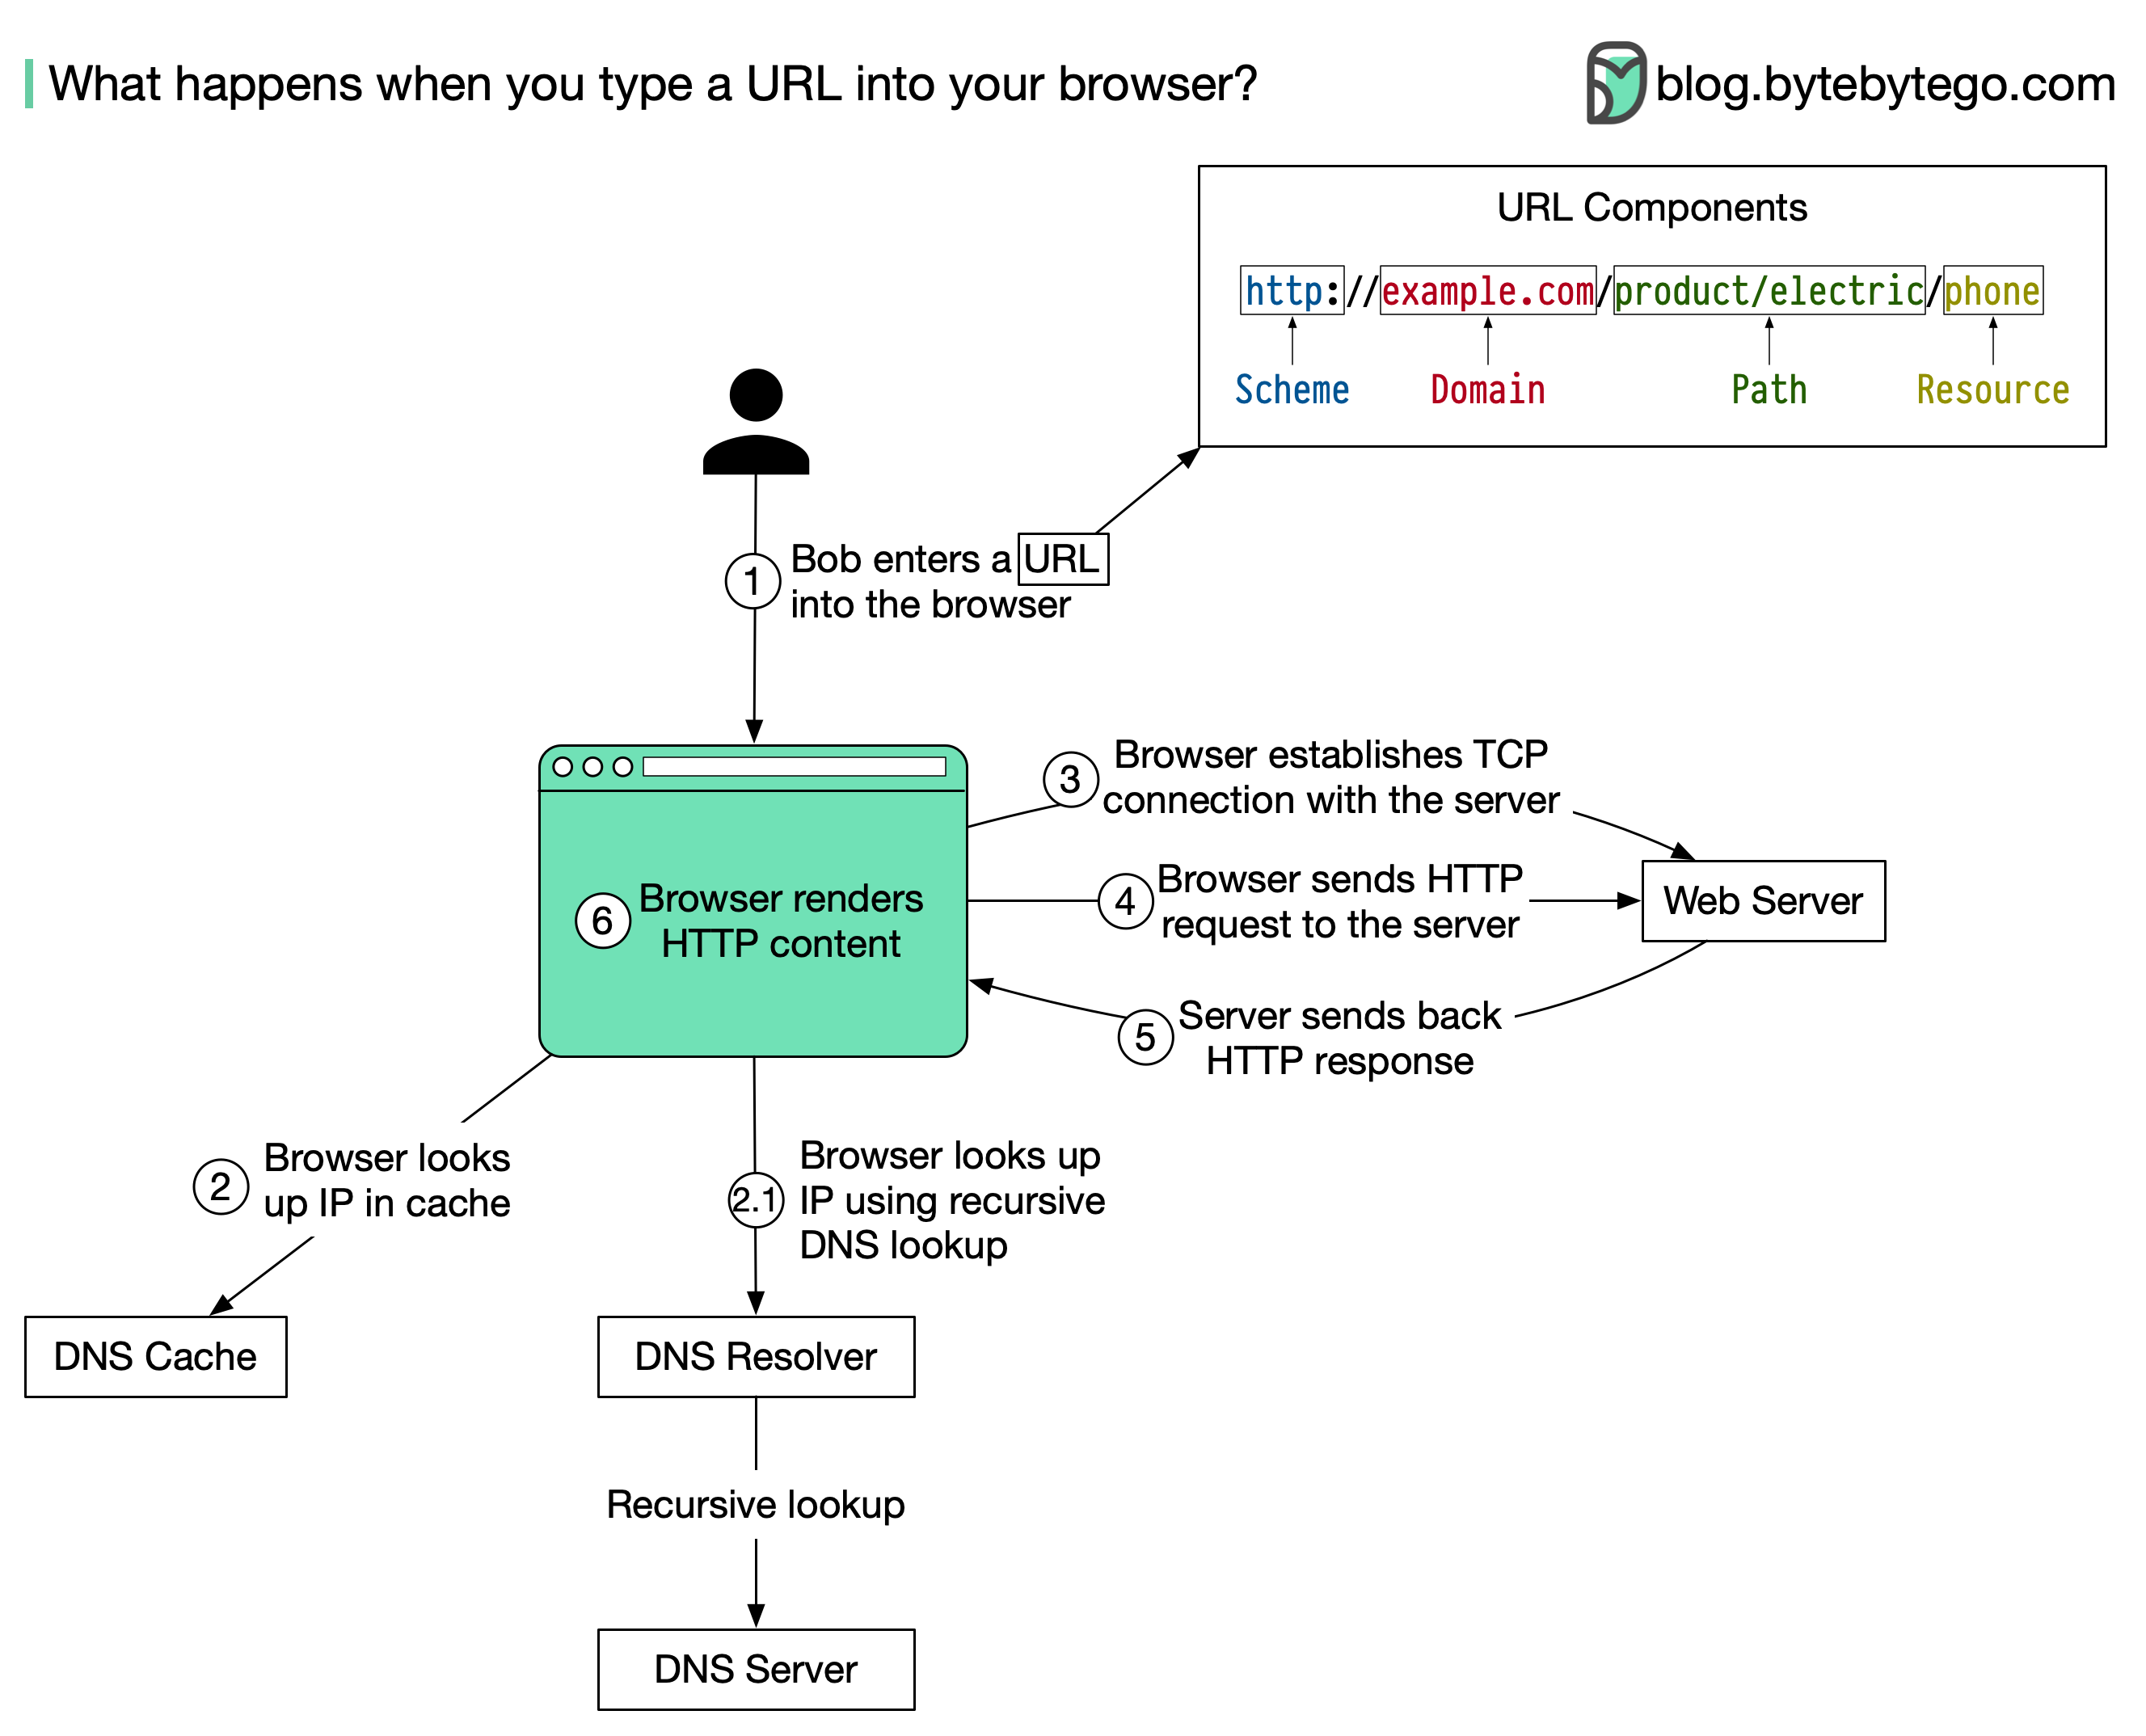 What happens when you type a URL into your browser?
blog.bytebytego.com
URL Components
http://example.com/product/electric/phone
Scheme Domain Path Resource
1 Bob enters a URL
into the browser
3 Browser establishes TCP
connection with the server
4 Browser sends HTTP
request to the server
Web Server
6 Browser renders
HTTP content
5 Server sends back
HTTP response
2 Browser looks
up IP in cache
2.1 Browser looks up
IP using recursive
DNS lookup
DNS Cache
DNS Resolver
Recursive lookup
DNS Server